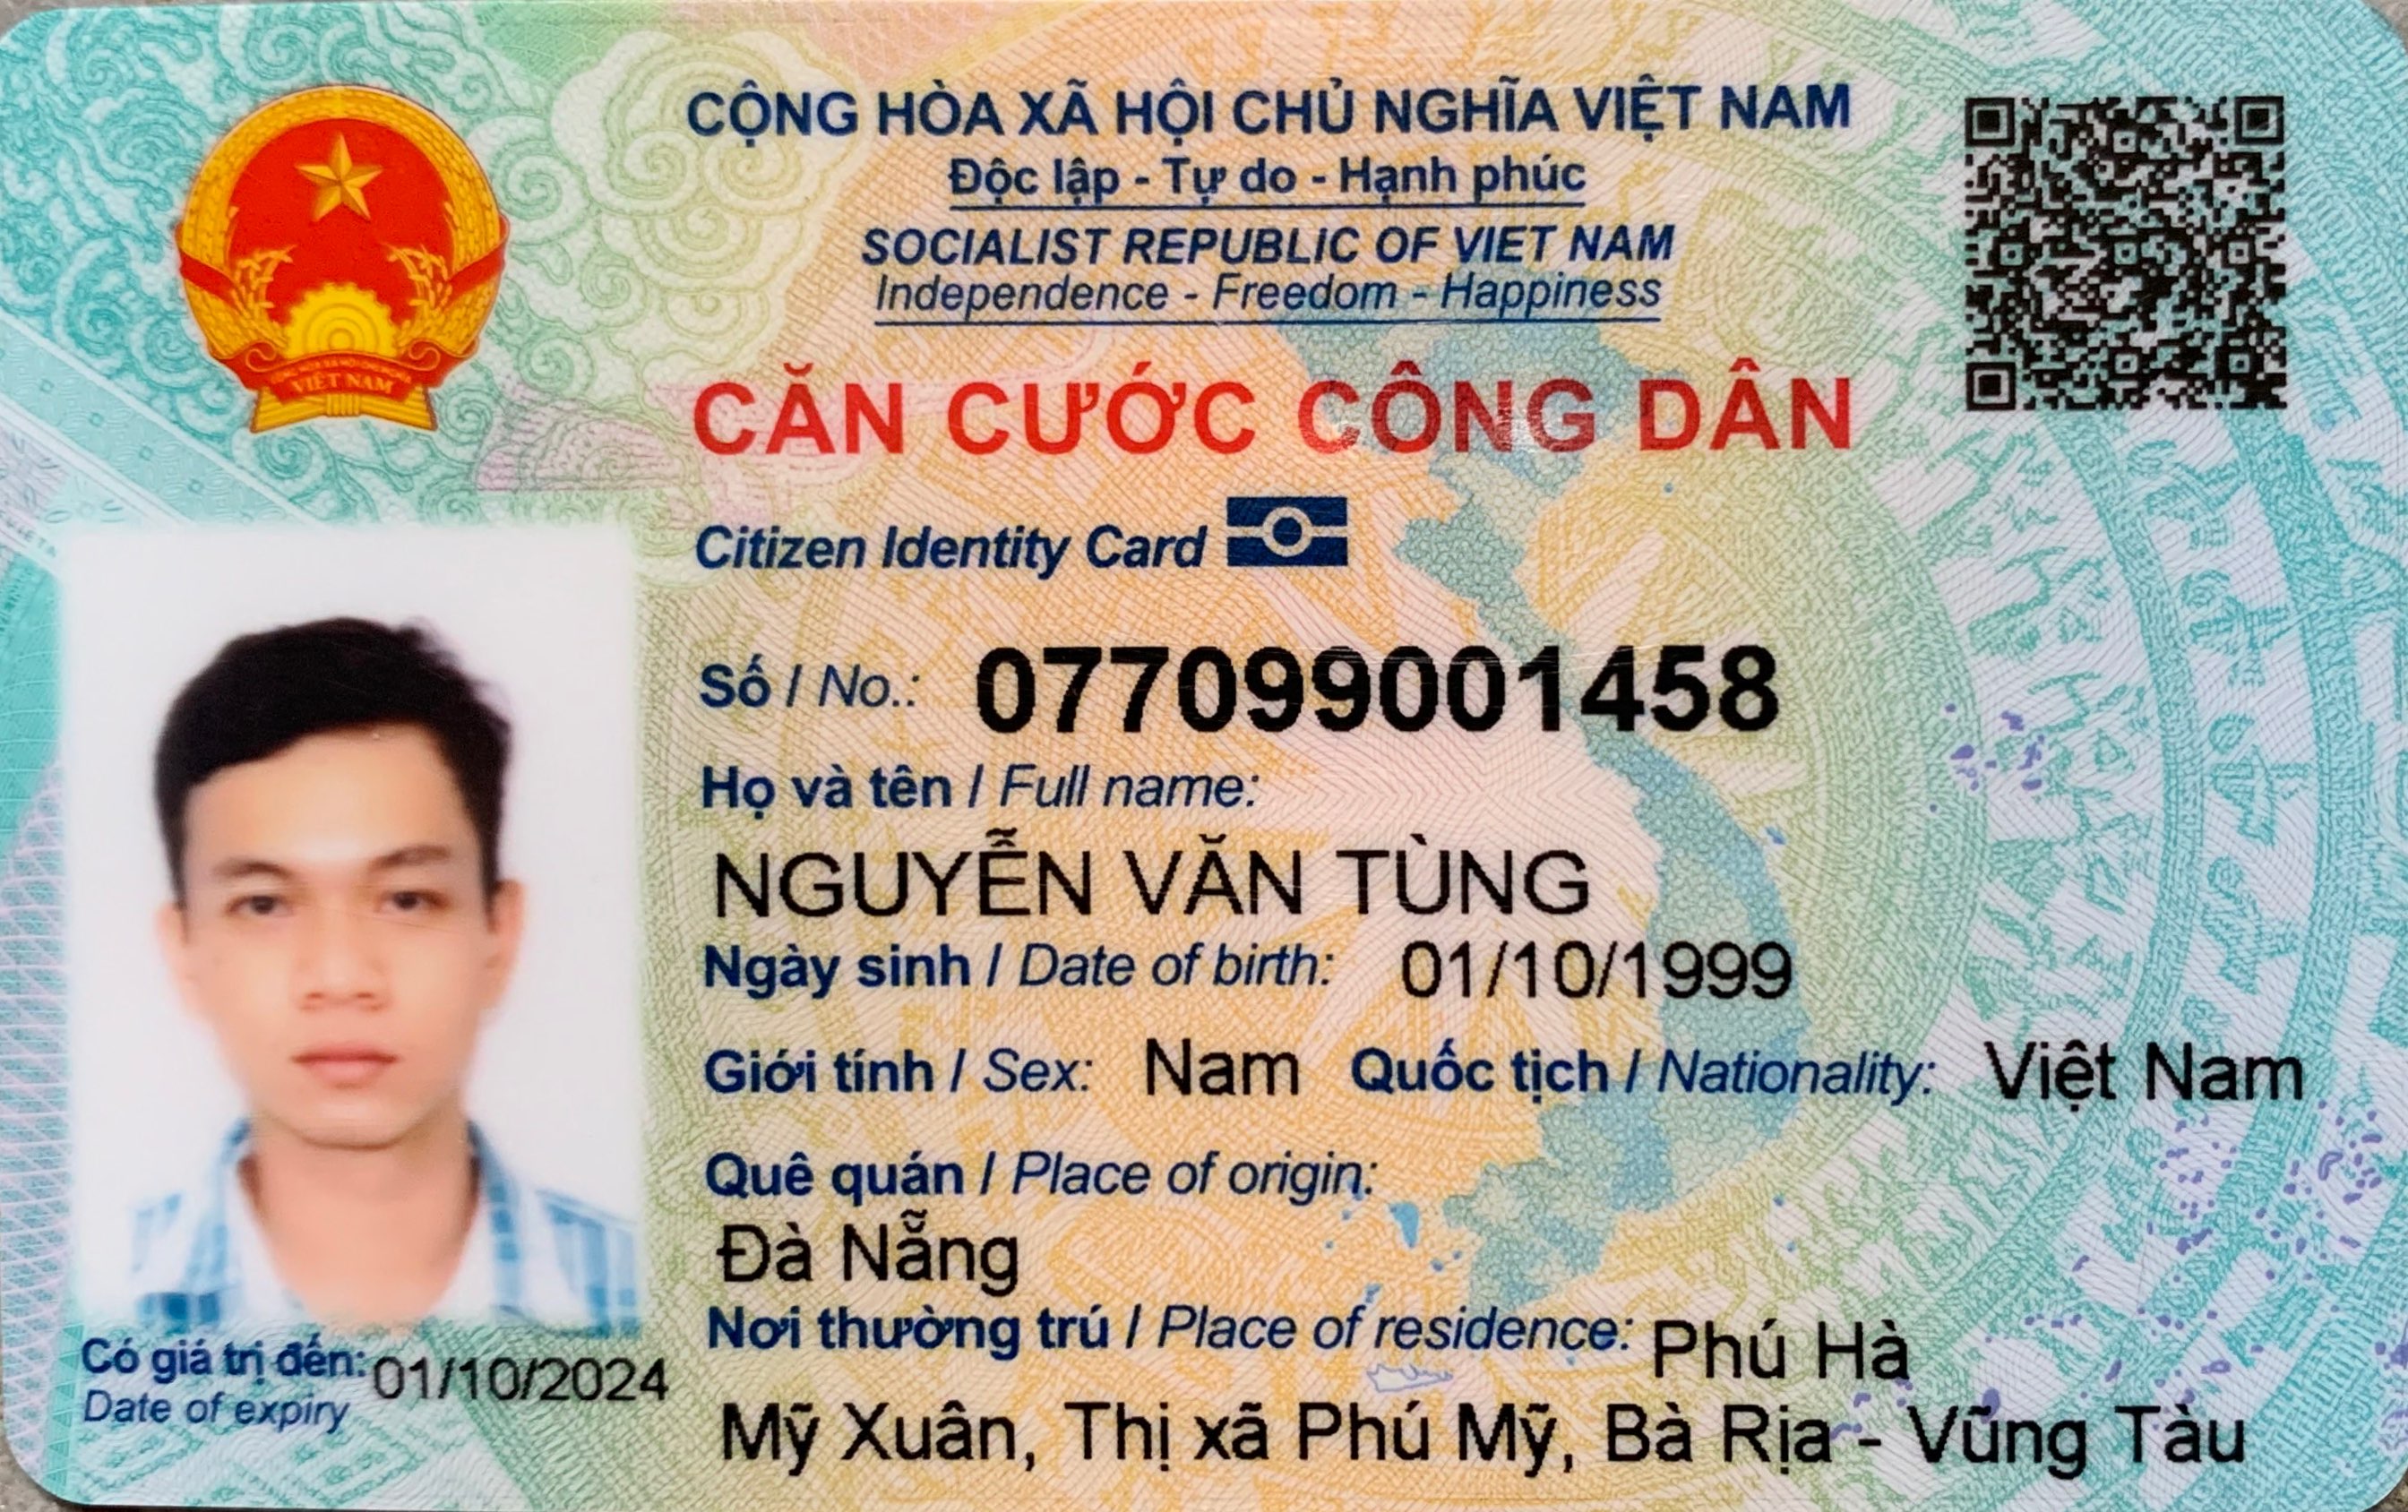 CỘNG HÒA XÃ HỘI CHỦ NGHĨA VIỆT NAM
Độc lập - Tự do - Hạnh phúc
SOCIALIST REPUBLIC OF VIET NAM
Independence - Freedom - Happiness
VIỆT NAM
CĂN CƯỚC CÔNG DÂN
Citizen Identity Card
Số / No.: 077099001458
Họ và tên / Full name:
NGUYỄN VĂN TÙNG
Ngày sinh / Date of birth: 01/10/1999
Giới tính / Sex: Nam Quốc tịch / Nationality: Việt Nam
Quê quán / Place of origin:
Đà Nẵng
Nơi thường trú / Place of residence: Phú Hà
Mỹ Xuân, Thị xã Phú Mỹ, Bà Rịa - Vũng Tàu
Có giá trị đến: 01/10/2024
Date of expiry